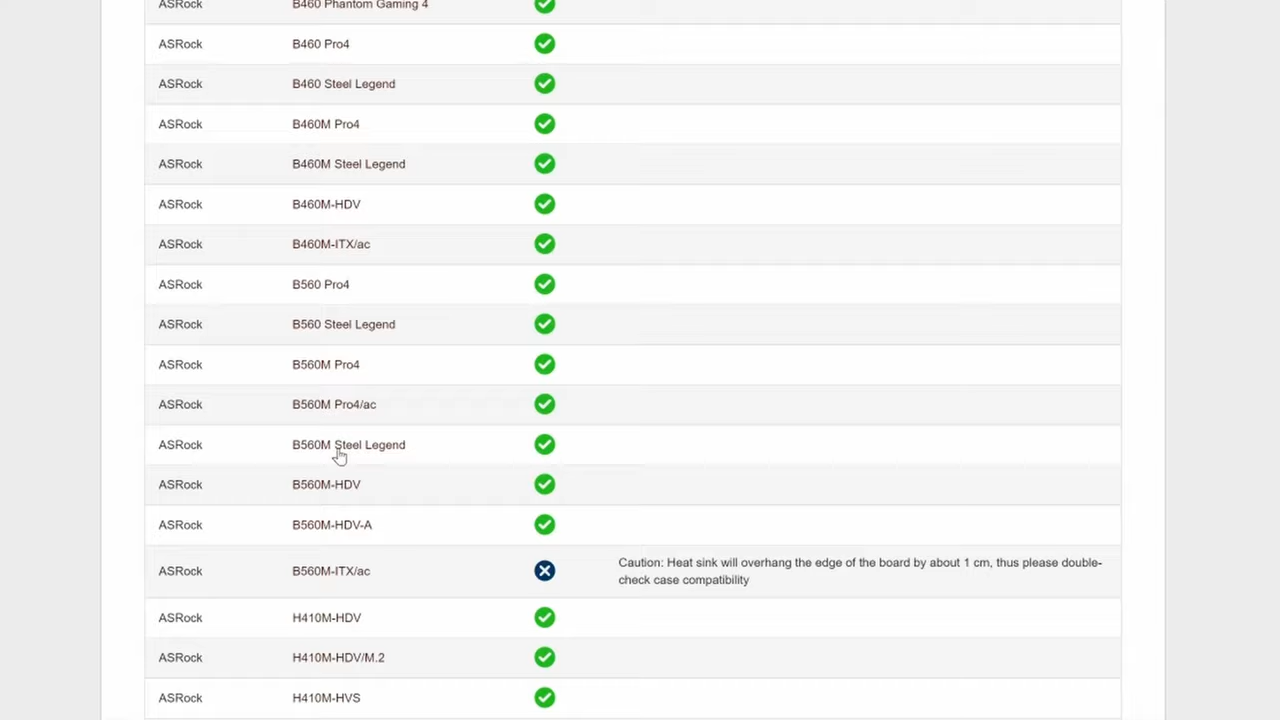 ASRock B460 Phantom Gaming 4
ASRock B460 Pro4
ASRock B460 Steel Legend
ASRock B460M Pro4
ASRock B460M Steel Legend
ASRock B460M-HDV
ASRock B460M-ITX/ac
ASRock B560 Pro4
ASRock B560 Steel Legend
ASRock B560M Pro4
ASRock B560M Pro4/ac
ASRock B560M Steel Legend
ASRock B560M-HDV
ASRock B560M-HDV-A
ASRock B560M-ITX/ac Caution: Heat sink will overhang the edge of the board by about 1 cm, thus please double-
check case compatibility
ASRock H410M-HDV
ASRock H410M-HDV/M.2
ASRock H410M-HVS